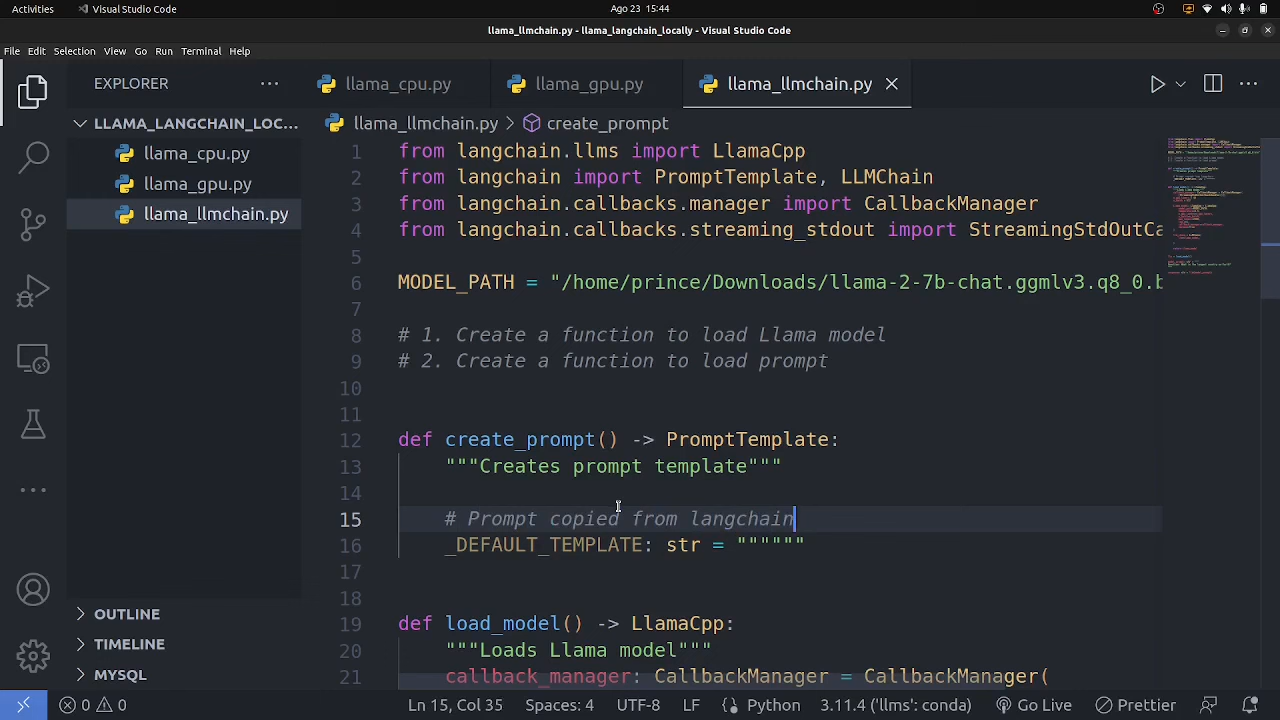 Activities Visual Studio Code Ago 23 15:44
llama_llmchain.py - llama_langchain_locally - Visual Studio Code
File Edit Selection View Go Run Terminal Help
EXPLORER
LLAMA_LANGCHAIN_LOC...
llama_cpu.py
llama_gpu.py
llama_llmchain.py
OUTLINE
TIMELINE
MYSQL
llama_cpu.py llama_gpu.py llama_llmchain.py
llama_llmchain.py > create_prompt
1 from langchain.llms import LlamaCpp
2 from langchain import PromptTemplate, LLMChain
3 from langchain.callbacks.manager import CallbackManager
4 from langchain.callbacks.streaming_stdout import StreamingStdOutCa
5
6 MODEL_PATH = "/home/prince/Downloads/llama-2-7b-chat.ggmlv3.q8_0.b
7
8 # 1. Create a function to load Llama model
9 # 2. Create a function to load prompt
10
11
12 def create_prompt() -> PromptTemplate:
13 """Creates prompt template"""
14
15 # Prompt copied from langchain
16 _DEFAULT_TEMPLATE: str = """"""
17
18
19 def load_model() -> LlamaCpp:
20 """Loads Llama model"""
21 callback_manager: CallbackManager = CallbackManager(
0 0 Ln 15, Col 35 Spaces: 4 UTF-8 LF Python 3.11.4 ('llms': conda) Go Live Prettier